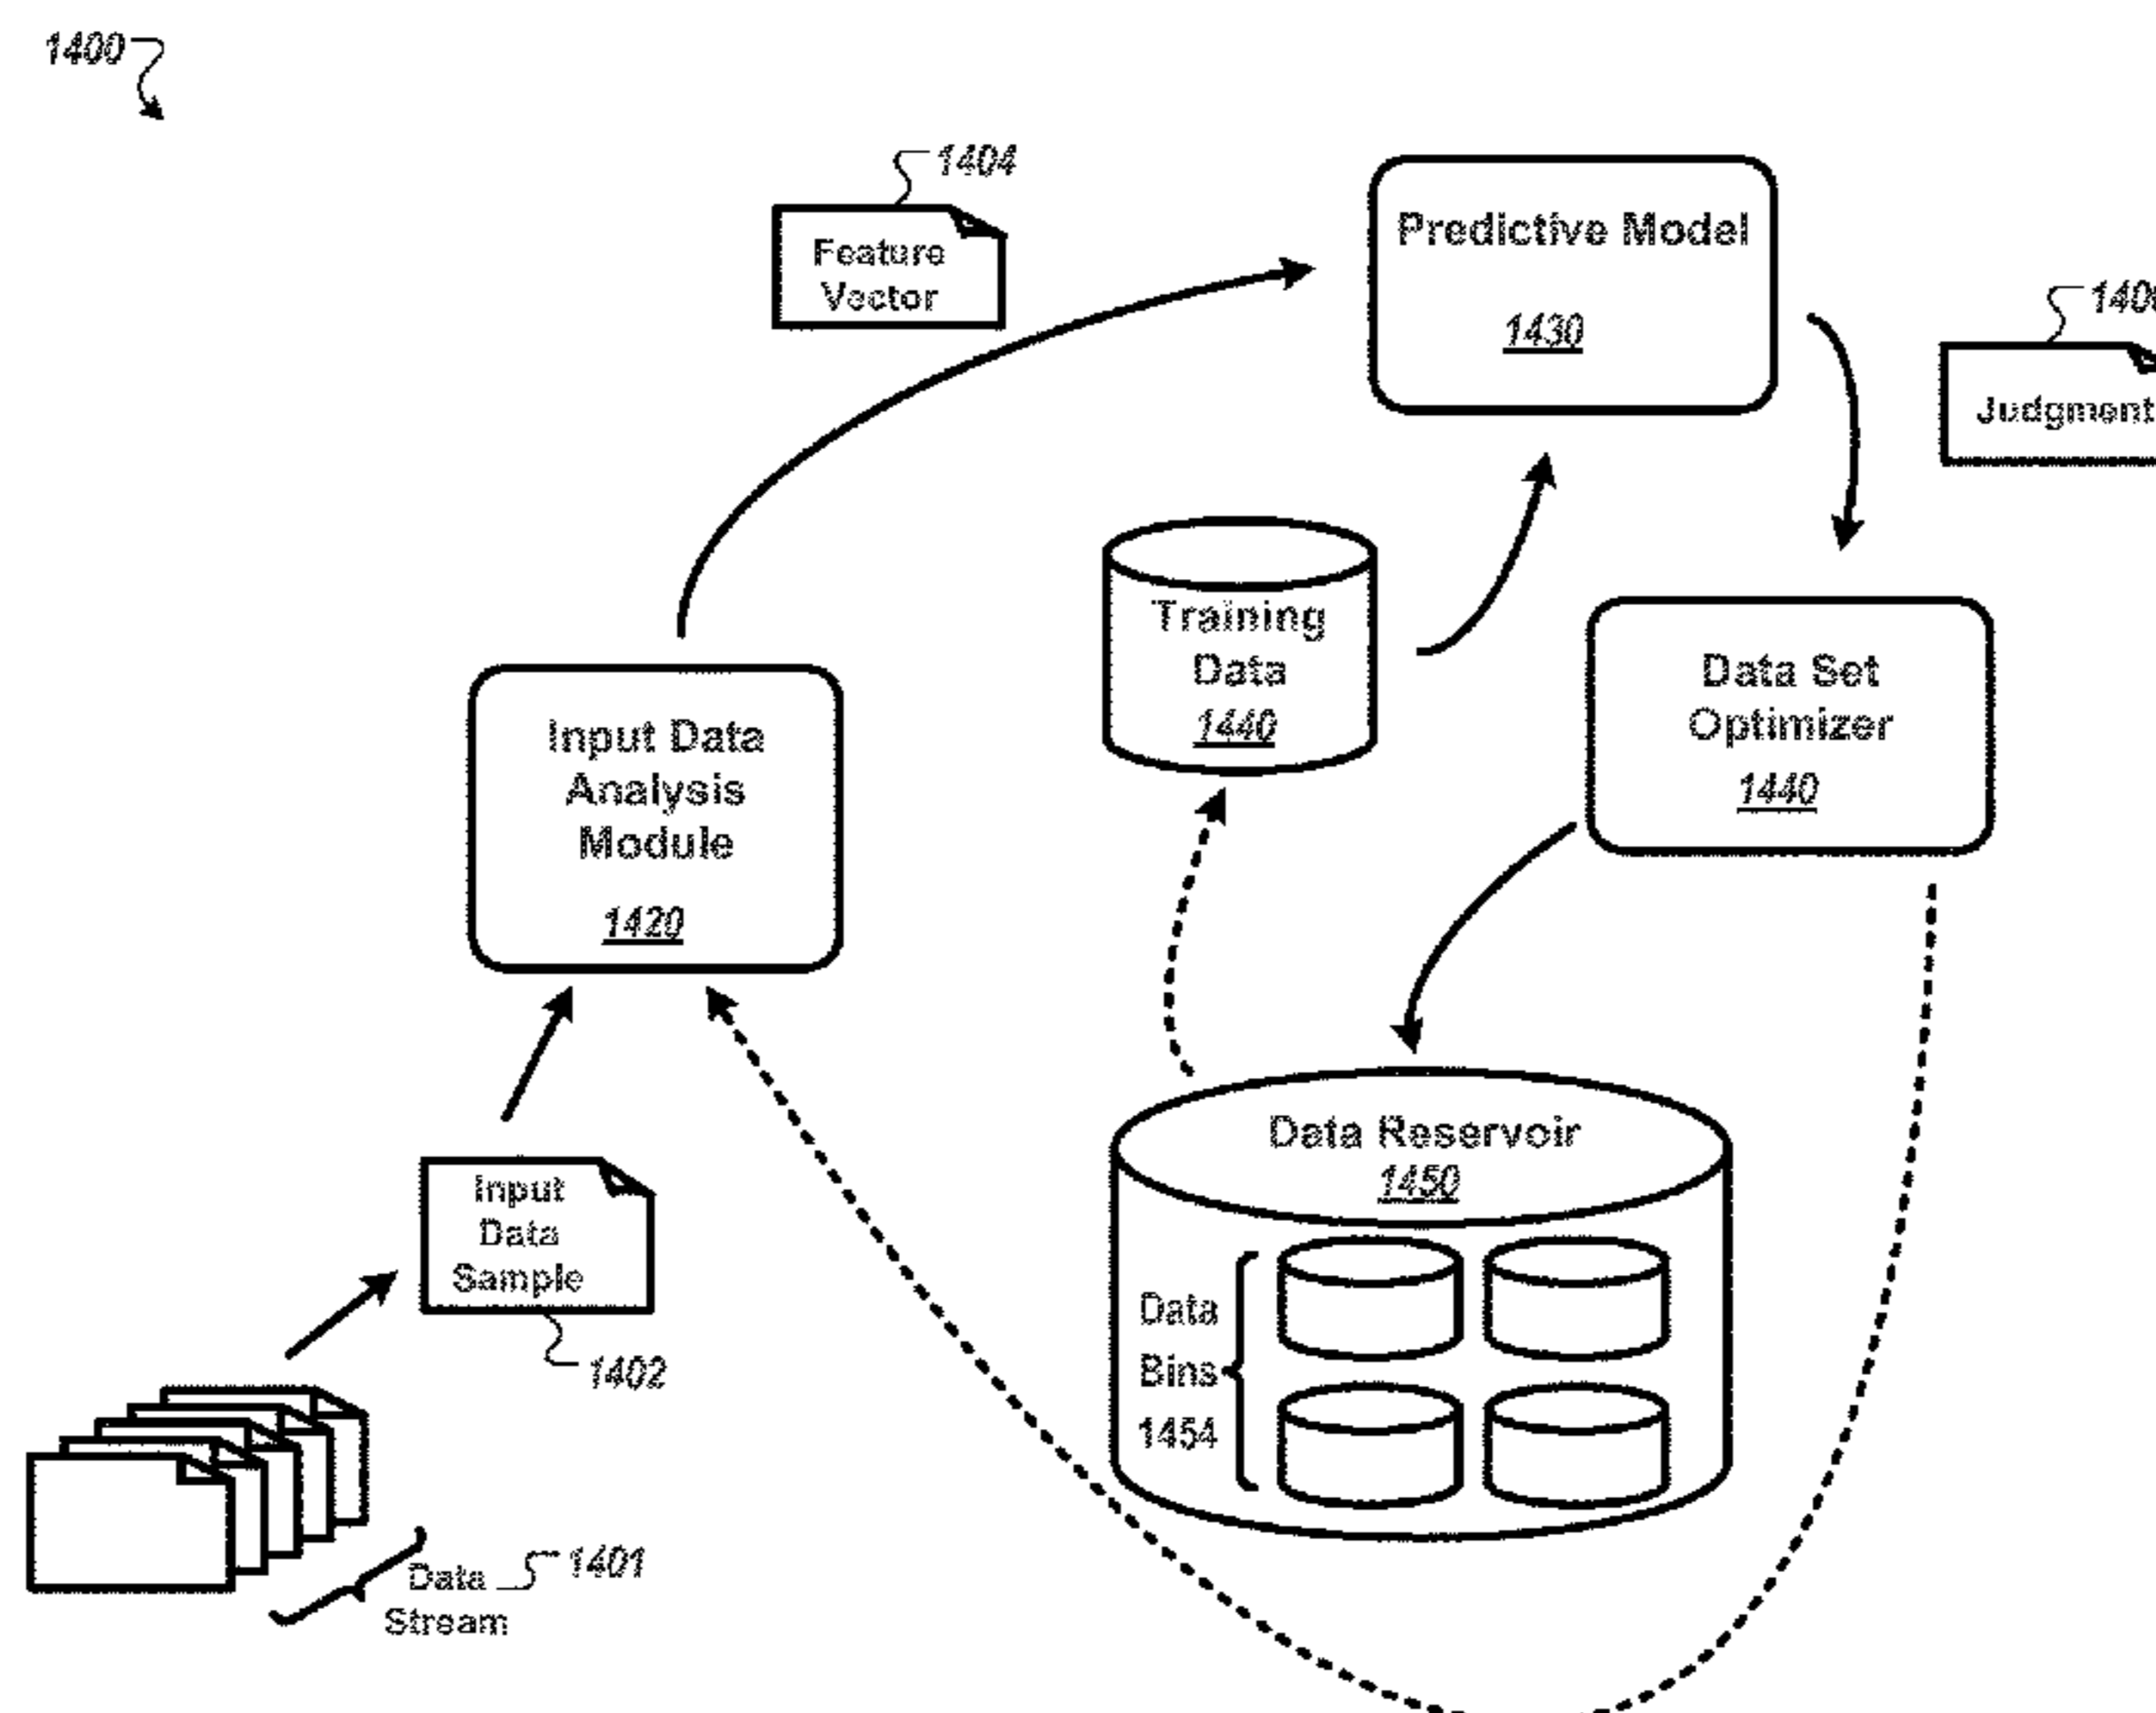 1400
1404
Feature
Vector
Predictive Model
1430
Judgment
Training
Data
1440
Data Set
Optimizer
1440
Input Data
Analysis
Module
1420
Data Reservoir
1450
Input
Data
Sample
1402
Data
Bins
1454
Data
Stream
1401